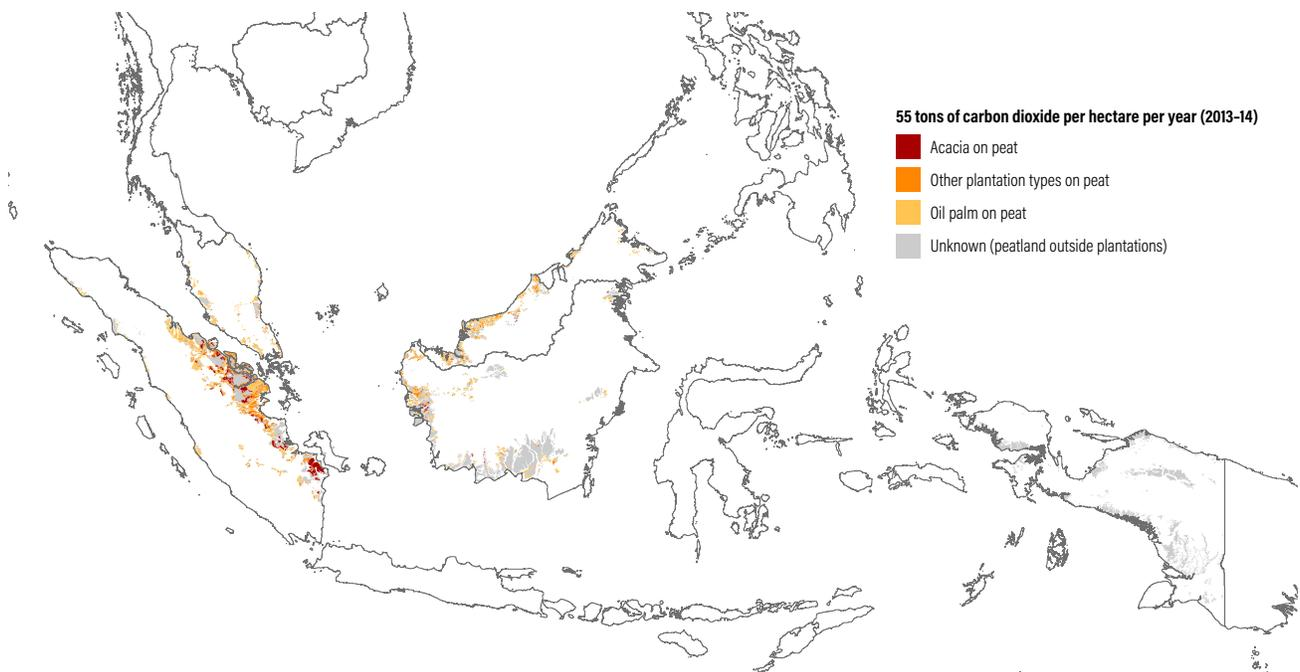 55 tons of carbon dioxide per hectare per year (2013–14)
Acacia on peat
Other plantation types on peat
Oil palm on peat
Unknown (peatland outside plantations)